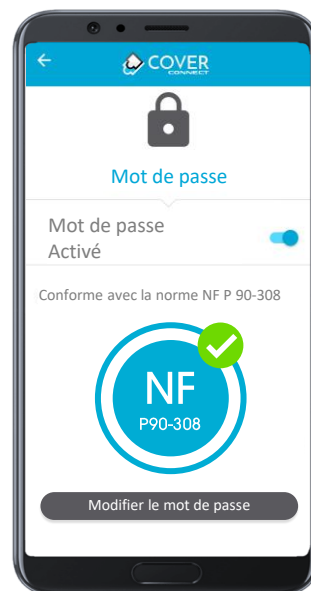 COVER
CONNECT
Mot de passe
Mot de passe
Activé
Conforme avec la norme NF P 90-308
NF
P90-308
Modifier le mot de passe